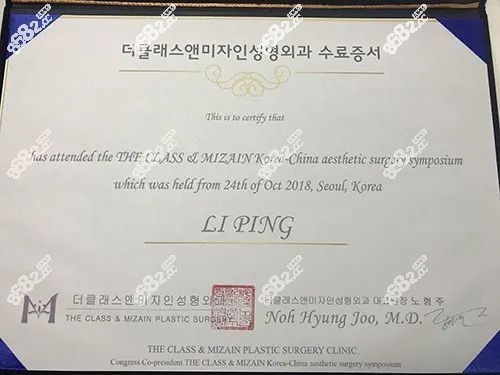 더클래스앤미자인성형외과 수료증서
This is to certify that
has attended the THE CLASS & MIZAIN Korea-China aesthetic surgery symposium
which was held from 24th of Oct 2018, Seoul, Korea
LI PING
더클래스앤미자인성형외과
THE CLASS & MIZAIN PLASTIC SURGERY
더클래스앤미자인성형외과 대표원장 노 형 주
Noh Hyung Joo, M.D.
THE CLASS & MIZAIN PLASTIC SURGERY CLINIC
Congress Co-president THE CLASS & MIZAIN Korea-China aesthetic surgery symposium
8682.cc